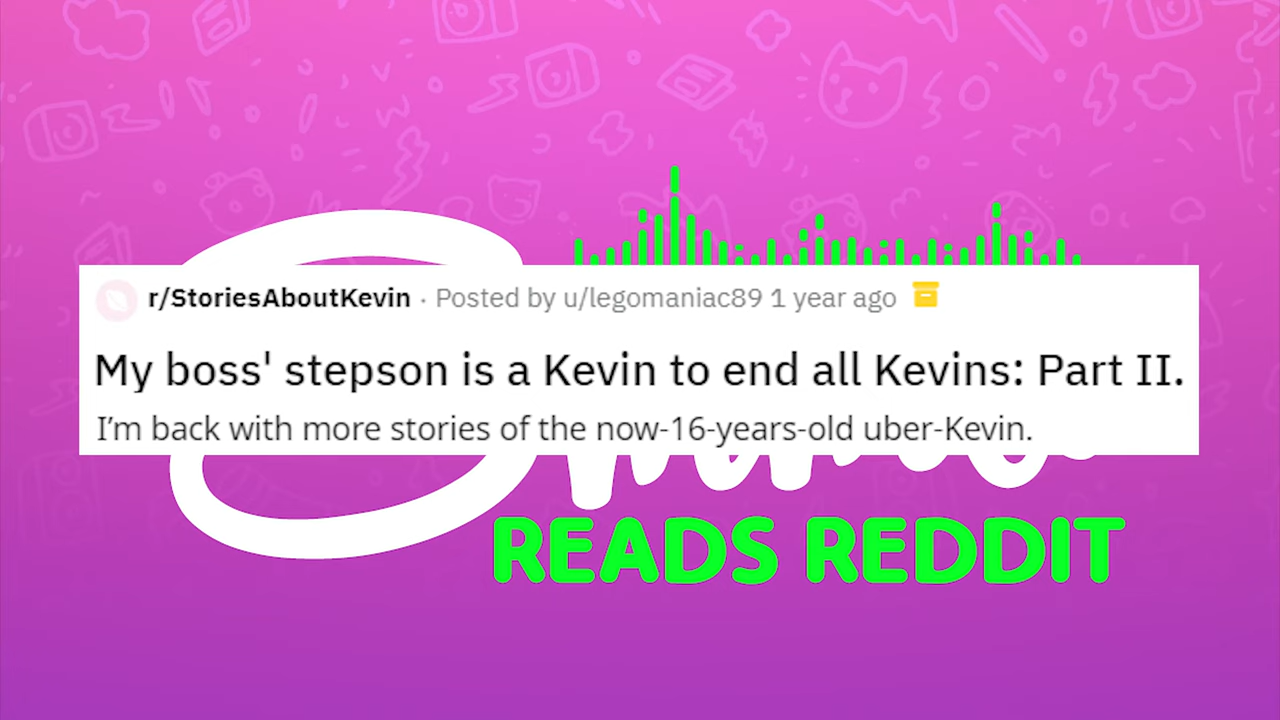 r/StoriesAboutKevin · Posted by u/legomaniac89 1 year ago
My boss' stepson is a Kevin to end all Kevins: Part II.
I’m back with more stories of the now-16-years-old uber-Kevin.
READS REDDIT